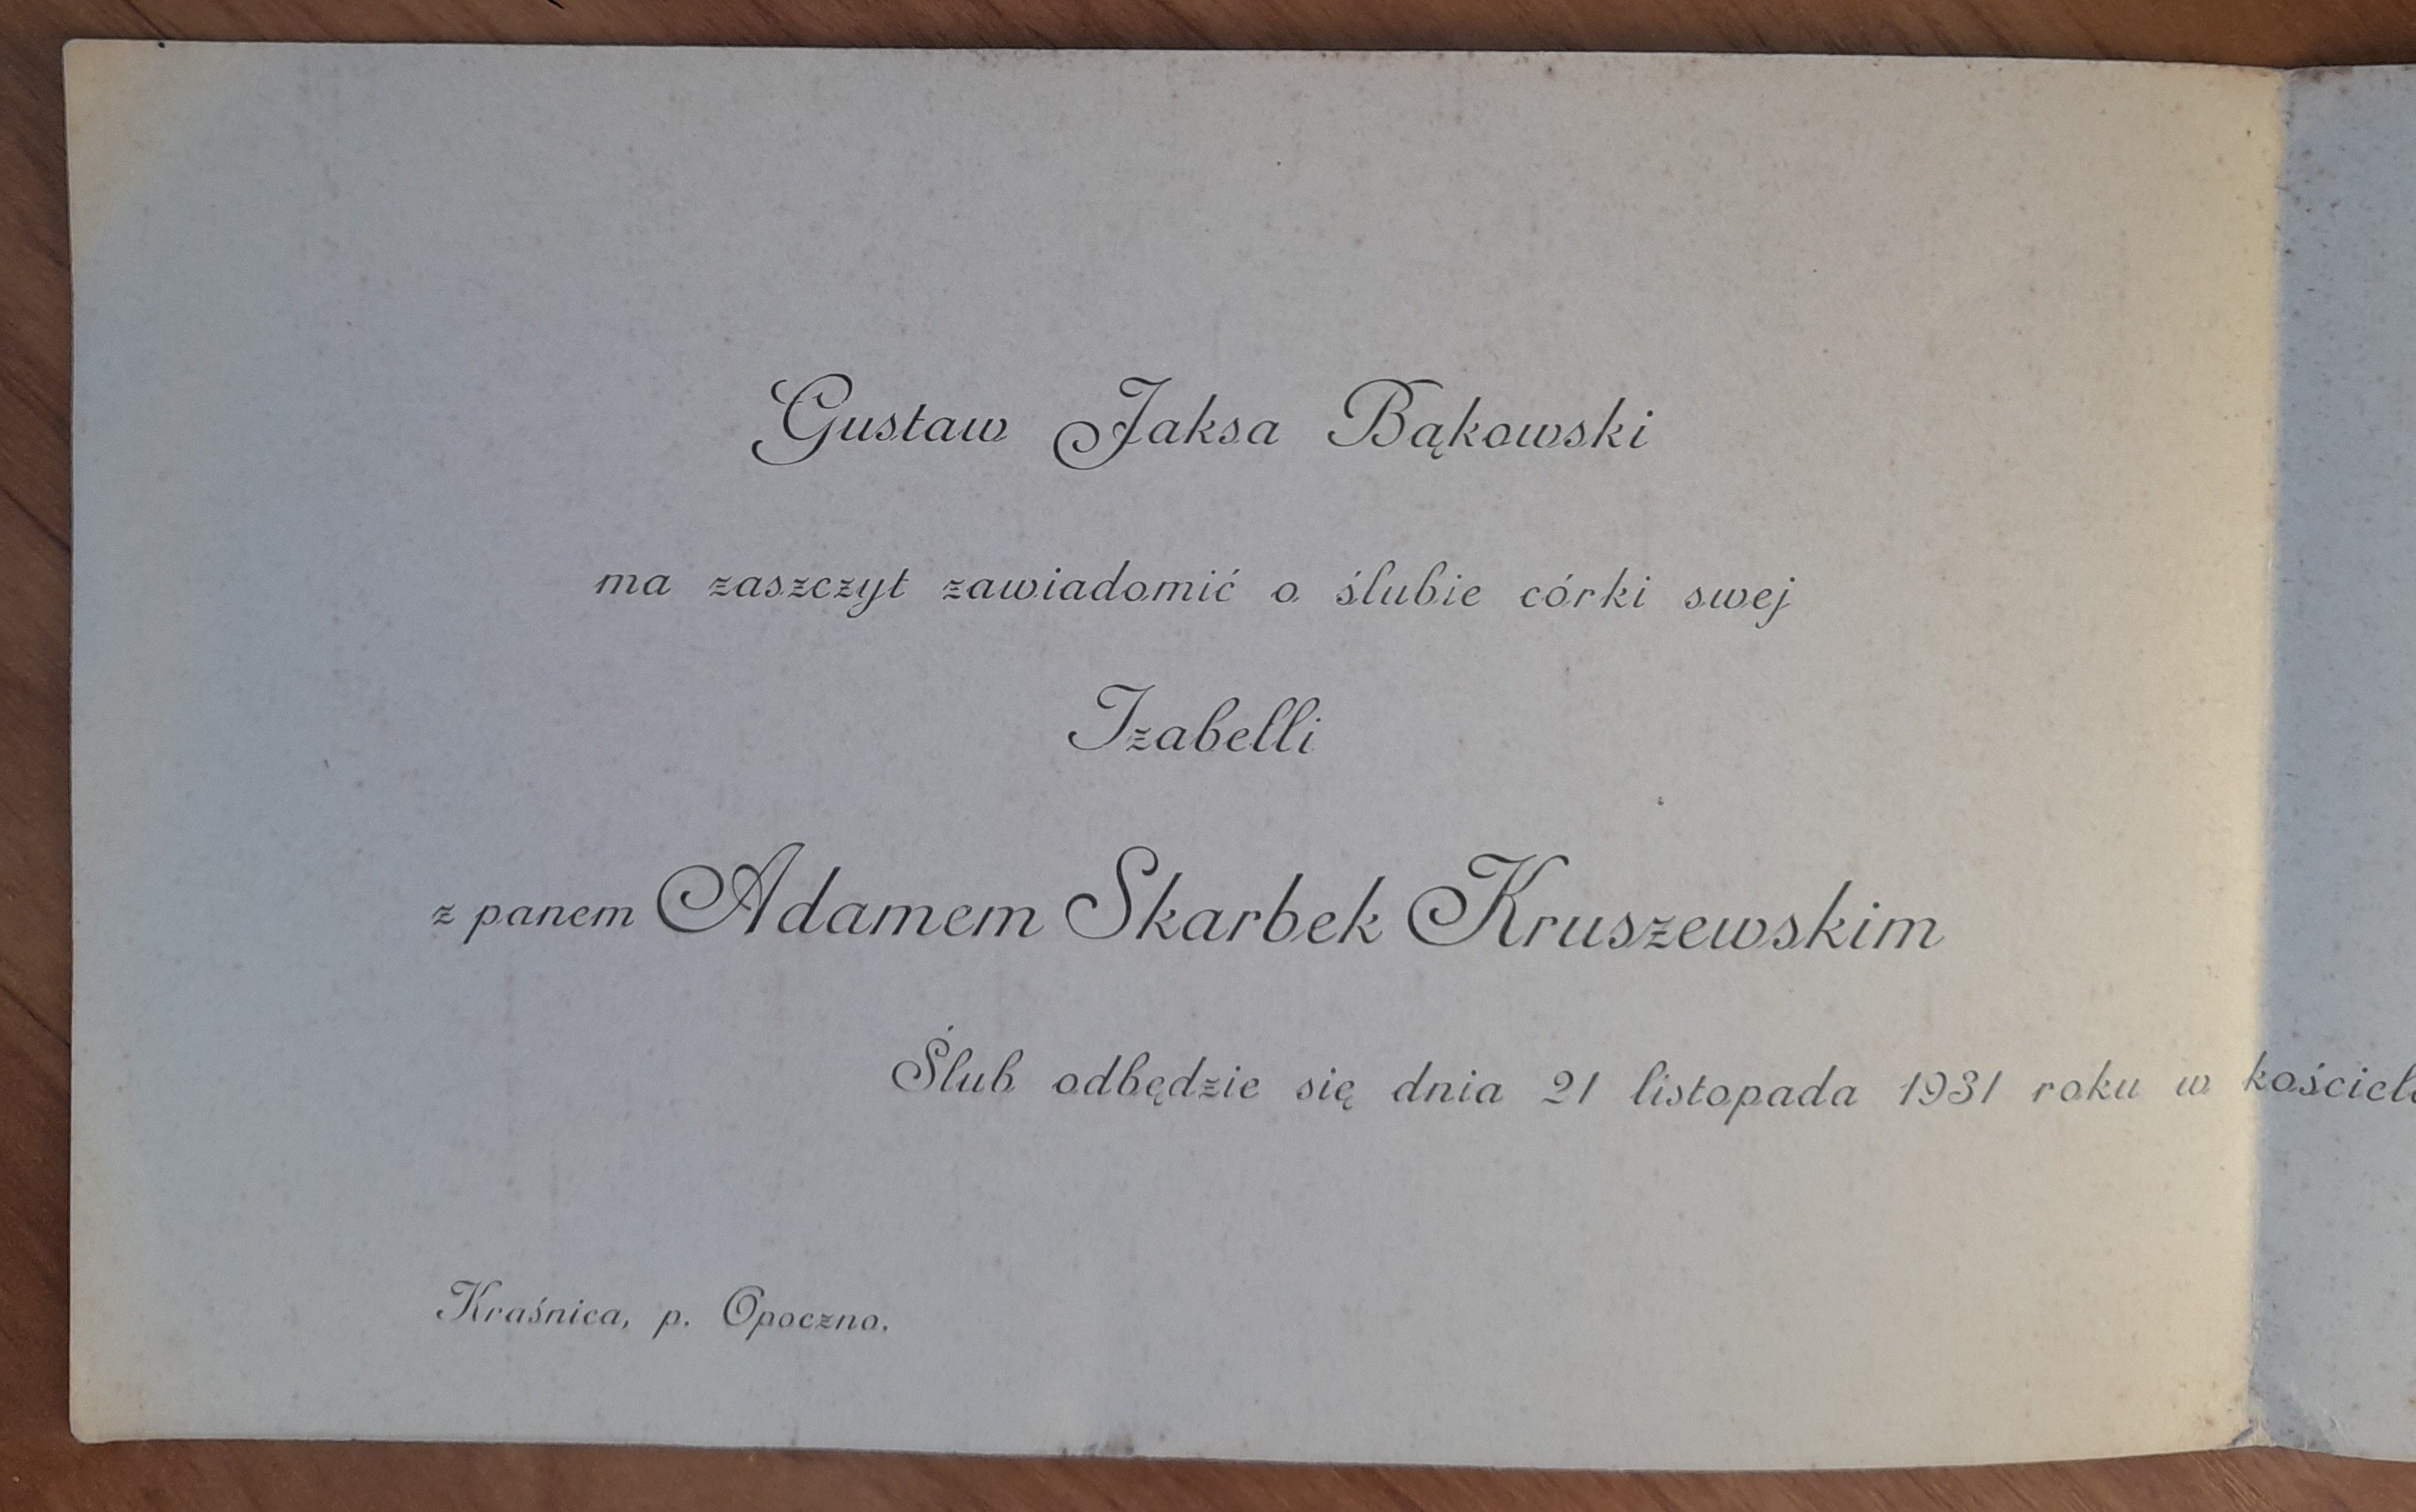 Gustaw Jaksa Bąkowski
ma zaszczyt zawiadomić o ślubie córki swej
Izabelli
z panem Adamem Skarbek Kruszewskim
Ślub odbędzie się dnia 21 listopada 1931 roku w
Kraśnica, p. Opoczno.